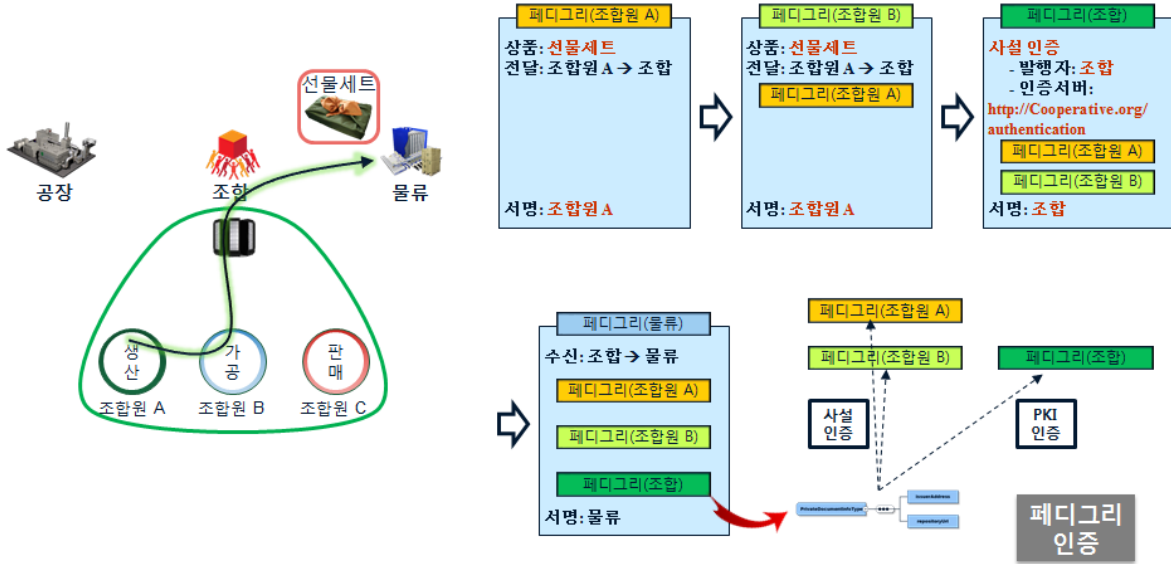 선물세트
공장
조합
물류
생
산
가
공
판
매
조합원 A
조합원 B
조합원 C
페디그리(조합원 A)
상품: 선물세트
전달: 조합원 A → 조합
서명: 조합원 A
페디그리(조합원 B)
상품: 선물세트
전달: 조합원 A → 조합
페디그리(조합원 A)
서명: 조합원 A
페디그리(조합)
사설 인증
- 발행자: 조합
- 인증서버:
http://Cooperative.org/
authentication
페디그리(조합원 A)
페디그리(조합원 B)
서명: 조합
페디그리(물류)
수신: 조합 → 물류
페디그리(조합원 A)
페디그리(조합원 B)
페디그리(조합)
서명: 물류
페디그리(조합원 A)
페디그리(조합원 B)
페디그리(조합)
사설
인증
PKI
인증
PrivateDocumentInfoType
issuerAddress
repositoryUrl
페디그리
인증